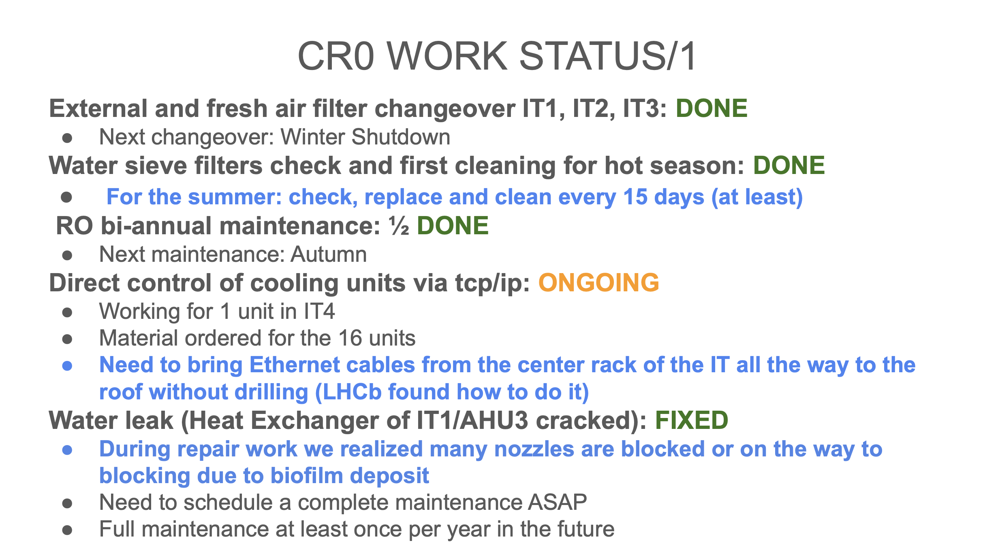 CR0 WORK STATUS/1
External and fresh air filter changeover IT1, IT2, IT3: DONE
● Next changeover: Winter Shutdown
Water sieve filters check and first cleaning for hot season: DONE
● For the summer: check, replace and clean every 15 days (at least)
RO bi-annual maintenance: ½ DONE
● Next maintenance: Autumn
Direct control of cooling units via tcp/ip: ONGOING
● Working for 1 unit in IT4
● Material ordered for the 16 units
● Need to bring Ethernet cables from the center rack of the IT all the way to the
roof without drilling (LHCb found how to do it)
Water leak (Heat Exchanger of IT1/AHU3 cracked): FIXED
● During repair work we realized many nozzles are blocked or on the way to
blocking due to biofilm deposit
● Need to schedule a complete maintenance ASAP
● Full maintenance at least once per year in the future